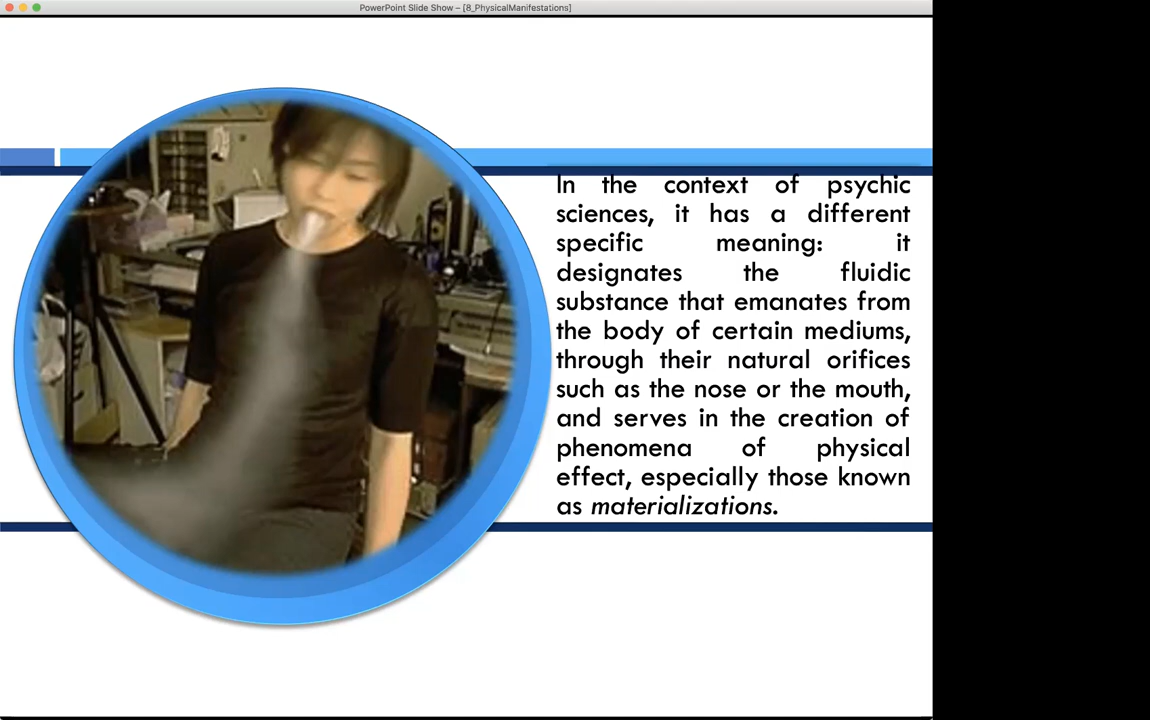 PowerPoint Slide Show – [8_PhysicalManifestations]
In the context of psychic
sciences, it has a different
specific meaning: it
designates the fluidic
substance that emanates from
the body of certain mediums,
through their natural orifices
such as the nose or the mouth,
and serves in the creation of
phenomena of physical
effect, especially those known
as materializations.